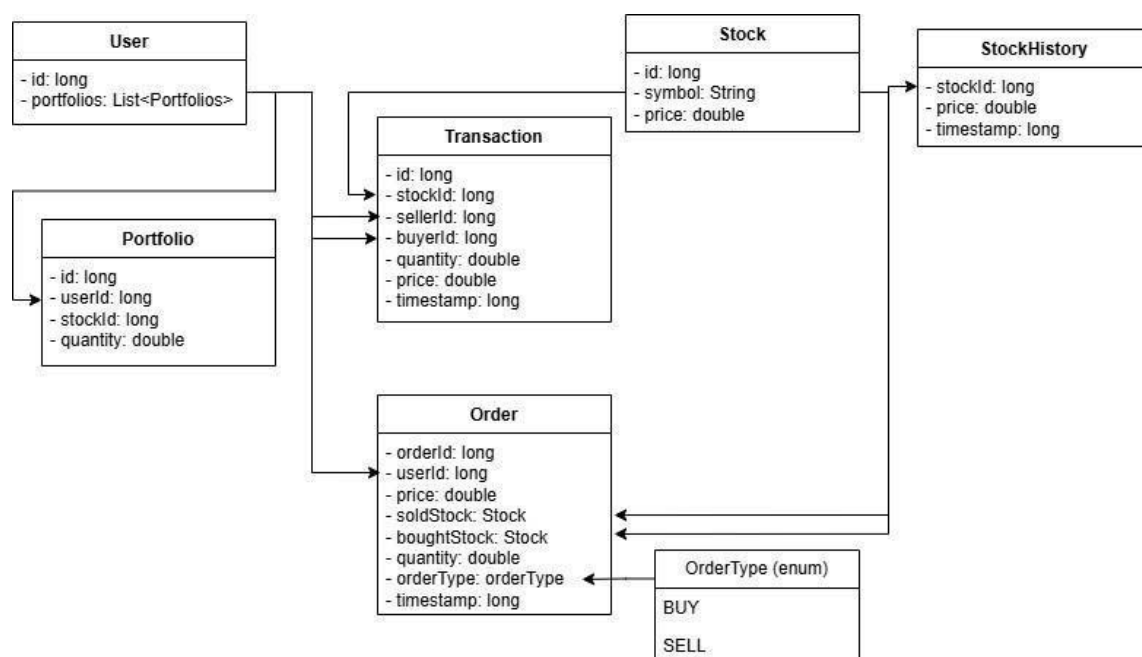 User
- id: long
- portfolios: List<Portfolios>
Stock
- id: long
- symbol: String
- price: double
StockHistory
- stockId: long
- price: double
- timestamp: long
Transaction
- id: long
- stockId: long
- sellerId: long
- buyerId: long
- quantity: double
- price: double
- timestamp: long
Portfolio
- id: long
- userId: long
- stockId: long
- quantity: double
Order
- orderId: long
- userId: long
- price: double
- soldStock: Stock
- boughtStock: Stock
- quantity: double
- orderType: orderType
- timestamp: long
OrderType (enum)
BUY
SELL